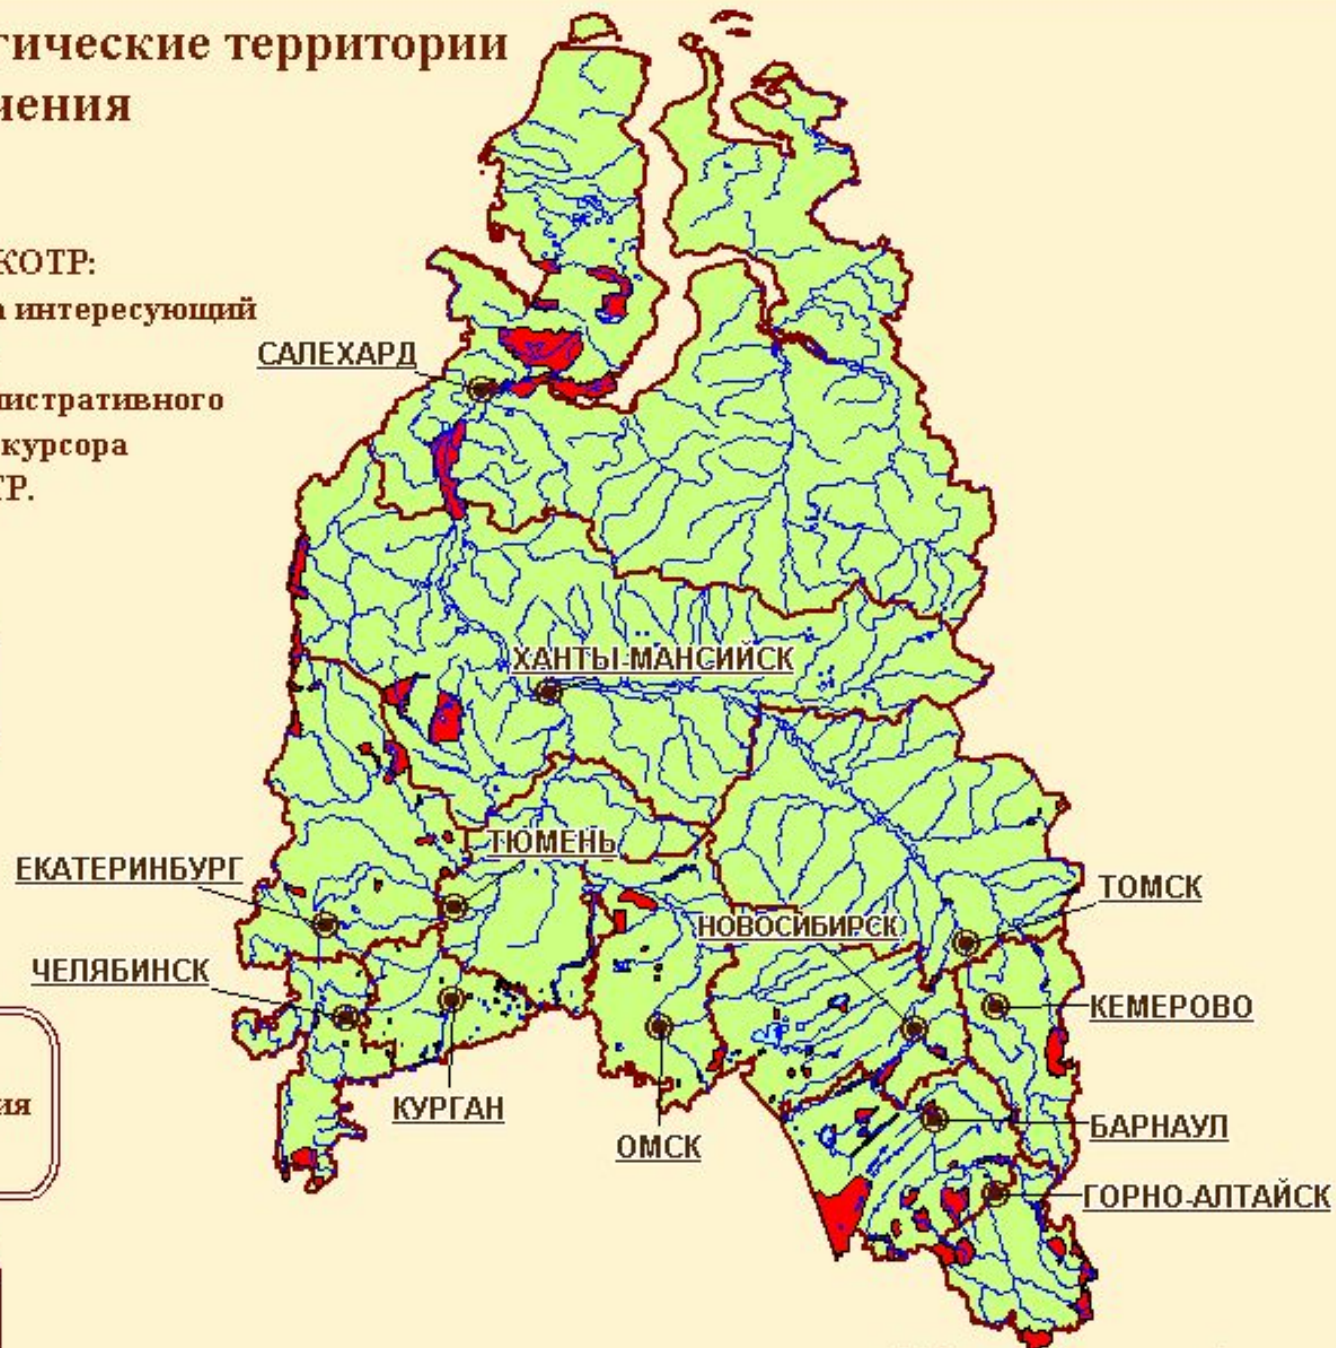 гические территории
чения
КОТР:
а интересующий
САЛЕХАРД
истративного
курсора
ТР.
ХАНТЫ-МАНСИЙСК
ТЮМЕНЬ
ЕКАТЕРИНБУРГ
ТОМСК
НОВОСИБИРСК
ЧЕЛЯБИНСК
КЕМЕРОВО
ия
КУРГАН
БАРНАУЛ
ОМСК
ГОРНО-АЛТАЙСК